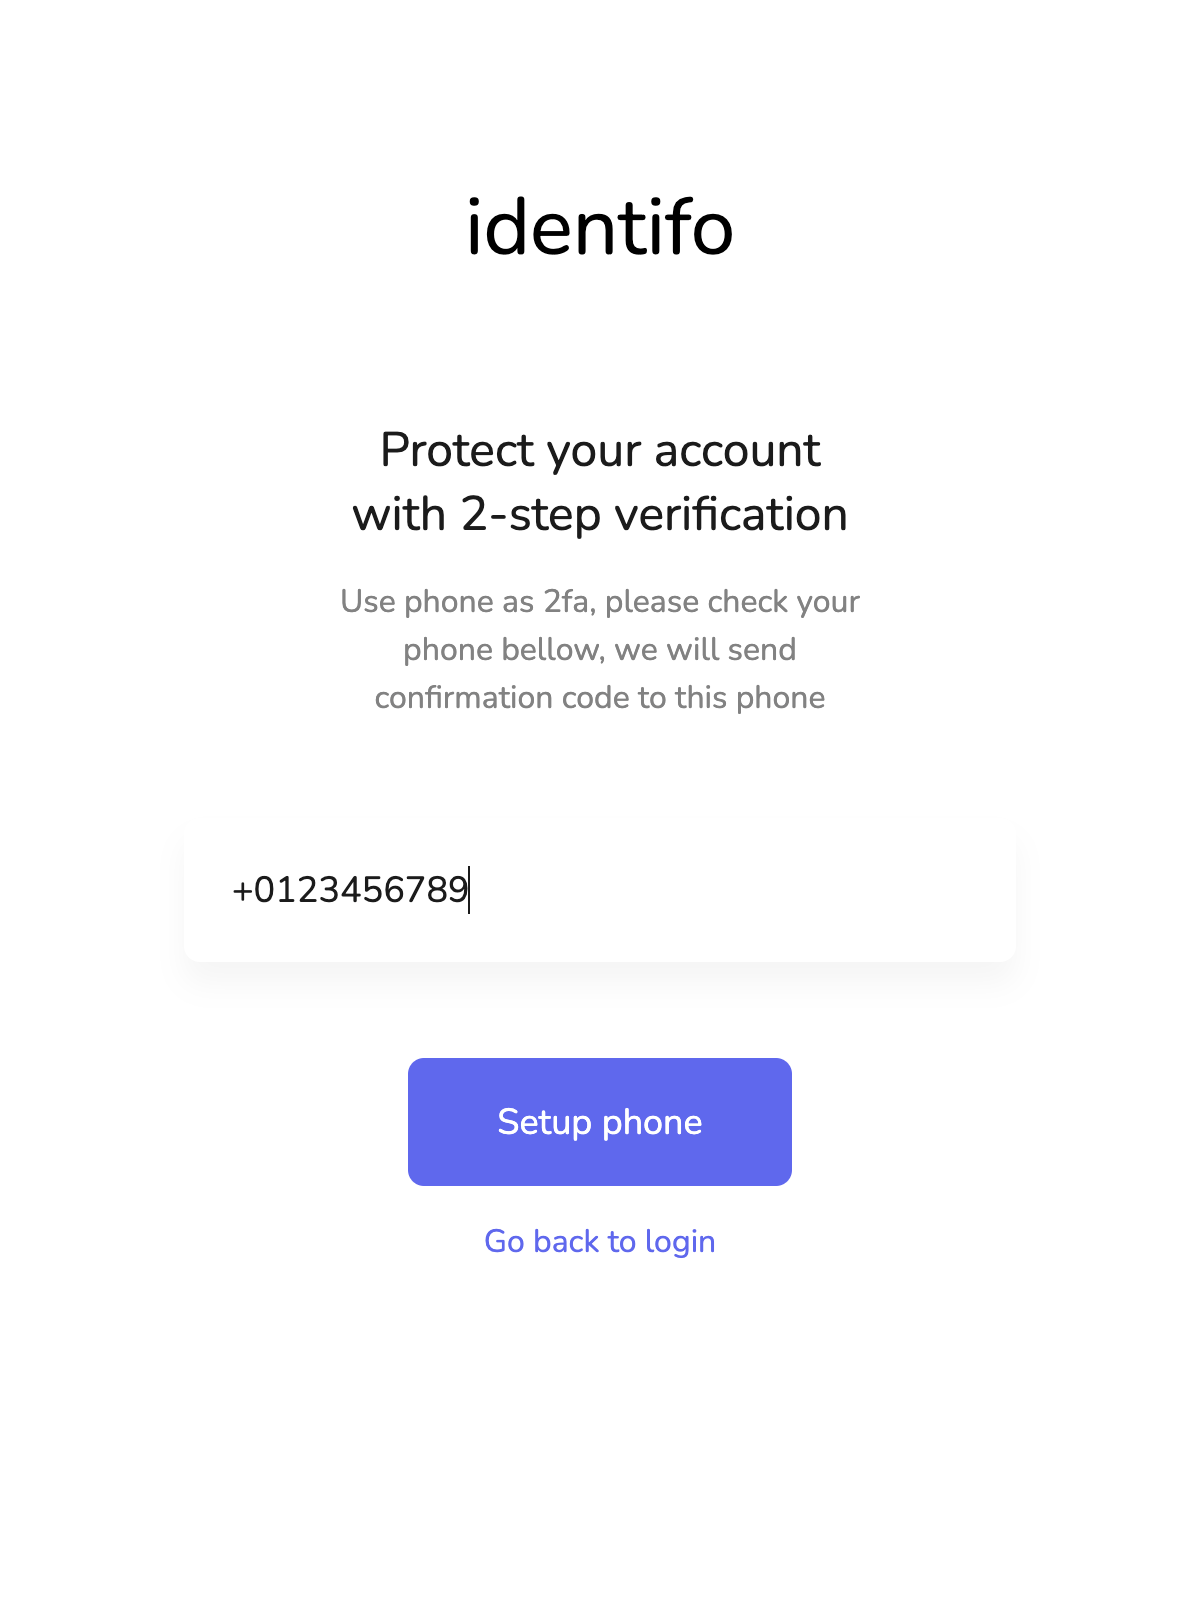 identifo
Protect your account
with 2-step verification
Use phone as 2fa, please check your
phone bellow, we will send
confirmation code to this phone
+0123456789
Setup phone
Go back to login